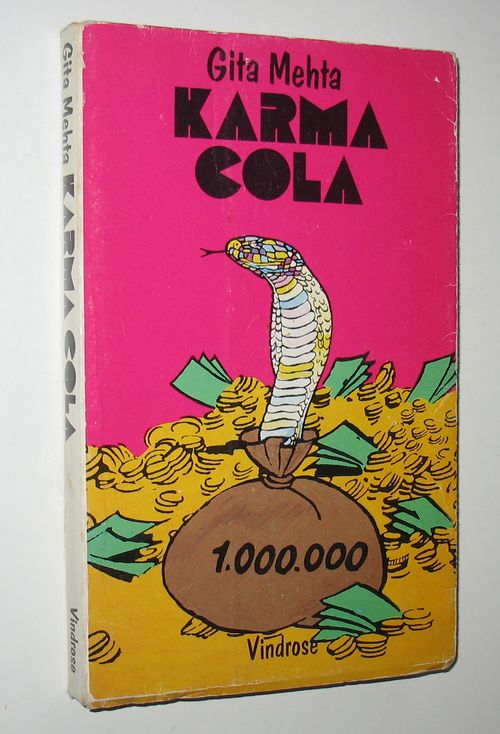 Gita Mehta
KARMA
COLA
1.000.000
Vindrose
Gita Mehta KARMA COLA Vindrose